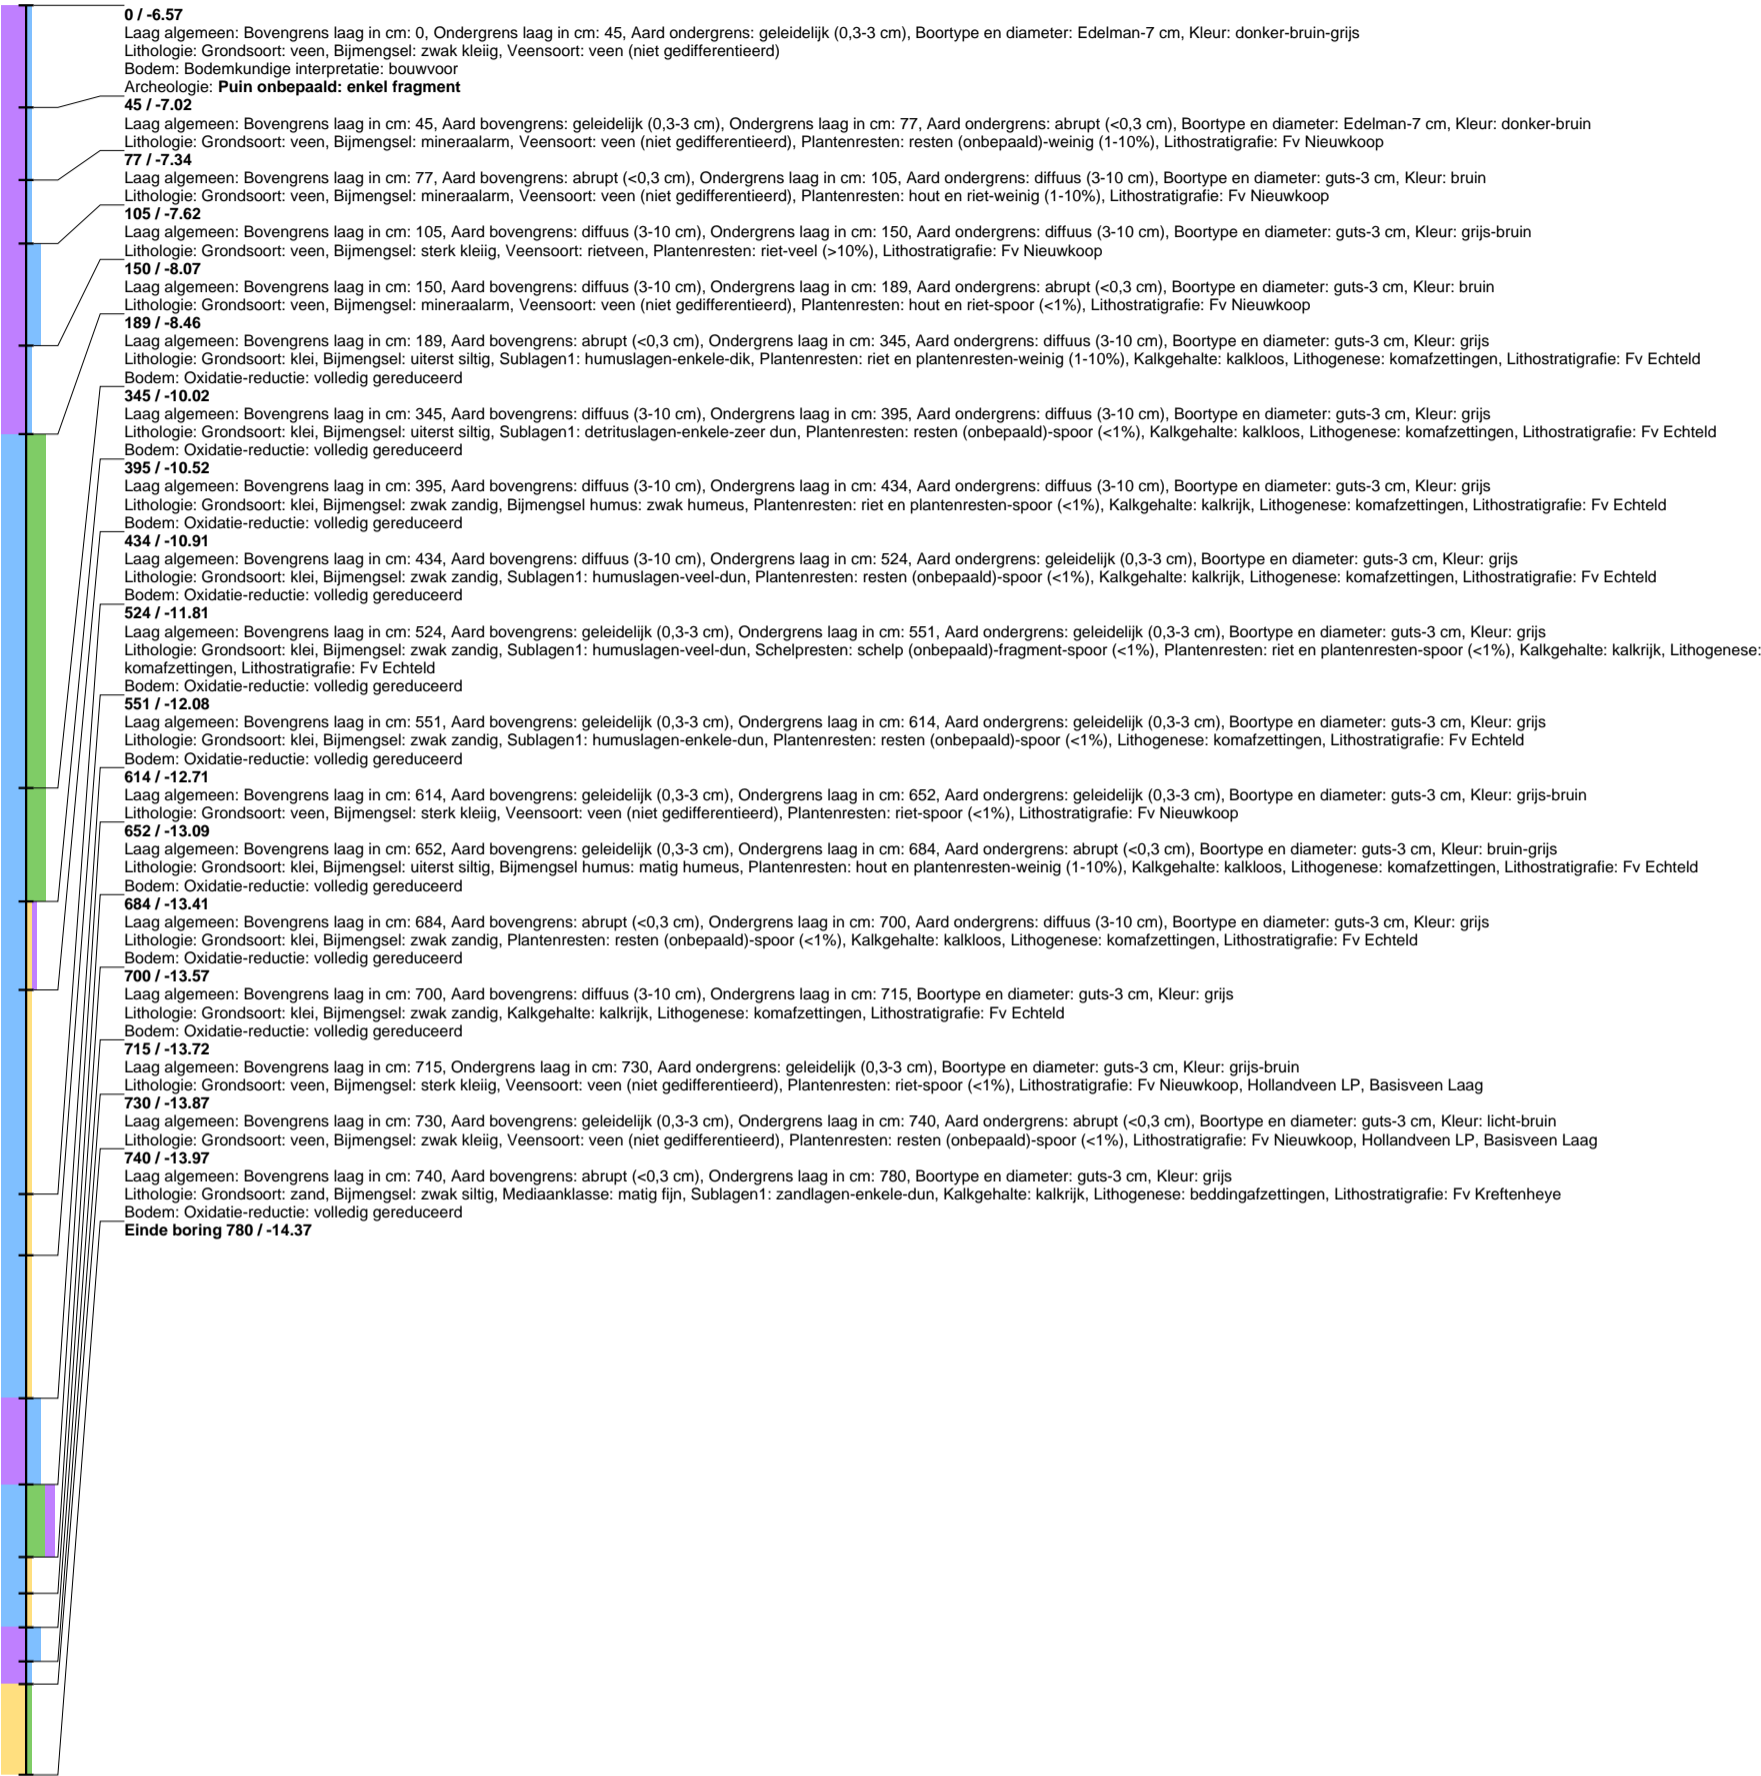 0 / -6.57
Laag algemeen: Bovengrens laag in cm: 0, Ondergrens laag in cm: 45, Aard ondergrens: geleidelijk (0,3-3 cm), Boortype en diameter: Edelman-7 cm, Kleur: donker-bruin-grijs
Lithologie: Grondsoort: veen, Bijmengsel: zwak kleiig, Veensoort: veen (niet gedifferentieerd)
Bodem: Bodemkundige interpretatie: bouwvoor
Archeologie: Puin onbepaald: enkel fragment
45 / -7.02
Laag algemeen: Bovengrens laag in cm: 45, Aard bovengrens: geleidelijk (0,3-3 cm), Ondergrens laag in cm: 77, Aard ondergrens: abrupt (<0,3 cm), Boortype en diameter: Edelman-7 cm, Kleur: donker-bruin
Lithologie: Grondsoort: veen, Bijmengsel: mineraalarm, Veensoort: veen (niet gedifferentieerd), Plantenresten: resten (onbepaald)-weinig (1-10%), Lithostratigrafie: Fv Nieuwkoop
77 / -7.34
Laag algemeen: Bovengrens laag in cm: 77, Aard bovengrens: abrupt (<0,3 cm), Ondergrens laag in cm: 105, Aard ondergrens: diffuus (3-10 cm), Boortype en diameter: guts-3 cm, Kleur: bruin
Lithologie: Grondsoort: veen, Bijmengsel: mineraalarm, Veensoort: veen (niet gedifferentieerd), Plantenresten: hout en riet-weinig (1-10%), Lithostratigrafie: Fv Nieuwkoop
105 / -7.62
Laag algemeen: Bovengrens laag in cm: 105, Aard bovengrens: diffuus (3-10 cm), Ondergrens laag in cm: 150, Aard ondergrens: diffuus (3-10 cm), Boortype en diameter: guts-3 cm, Kleur: grijs-bruin
Lithologie: Grondsoort: veen, Bijmengsel: sterk kleiig, Veensoort: rietveen, Plantenresten: riet-veel (>10%), Lithostratigrafie: Fv Nieuwkoop
150 / -8.07
Laag algemeen: Bovengrens laag in cm: 150, Aard bovengrens: diffuus (3-10 cm), Ondergrens laag in cm: 189, Aard ondergrens: abrupt (<0,3 cm), Boortype en diameter: guts-3 cm, Kleur: bruin
Lithologie: Grondsoort: veen, Bijmengsel: mineraalarm, Veensoort: veen (niet gedifferentieerd), Plantenresten: hout en riet-spoor (<1%), Lithostratigrafie: Fv Nieuwkoop
189 / -8.46
Laag algemeen: Bovengrens laag in cm: 189, Aard bovengrens: abrupt (<0,3 cm), Ondergrens laag in cm: 345, Aard ondergrens: diffuus (3-10 cm), Boortype en diameter: guts-3 cm, Kleur: grijs
Lithologie: Grondsoort: klei, Bijmengsel: uiterst siltig, Sublagen1: humuslagen-enkele-dik, Plantenresten: riet en plantenresten-weinig (1-10%), Kalkgehalte: kalkloos, Lithogenese: komafzettingen, Lithostratigrafie: Fv Echteld
Bodem: Oxidatie-reductie: volledig gereduceerd
345 / -10.02
Laag algemeen: Bovengrens laag in cm: 345, Aard bovengrens: diffuus (3-10 cm), Ondergrens laag in cm: 395, Aard ondergrens: diffuus (3-10 cm), Boortype en diameter: guts-3 cm, Kleur: grijs
Lithologie: Grondsoort: klei, Bijmengsel: uiterst siltig, Sublagen1: detrituslagen-enkele-zeer dun, Plantenresten: resten (onbepaald)-spoor (<1%), Kalkgehalte: kalkloos, Lithogenese: komafzettingen, Lithostratigrafie: Fv Echteld
Bodem: Oxidatie-reductie: volledig gereduceerd
395 / -10.52
Laag algemeen: Bovengrens laag in cm: 395, Aard bovengrens: diffuus (3-10 cm), Ondergrens laag in cm: 434, Aard ondergrens: diffuus (3-10 cm), Boortype en diameter: guts-3 cm, Kleur: grijs
Lithologie: Grondsoort: klei, Bijmengsel: zwak zandig, Bijmengsel humus: zwak humeus, Plantenresten: riet en plantenresten-spoor (<1%), Kalkgehalte: kalkrijk, Lithogenese: komafzettingen, Lithostratigrafie: Fv Echteld
Bodem: Oxidatie-reductie: volledig gereduceerd
434 / -10.91
Laag algemeen: Bovengrens laag in cm: 434, Aard bovengrens: diffuus (3-10 cm), Ondergrens laag in cm: 524, Aard ondergrens: geleidelijk (0,3-3 cm), Boortype en diameter: guts-3 cm, Kleur: grijs
Lithologie: Grondsoort: klei, Bijmengsel: zwak zandig, Sublagen1: humuslagen-veel-dun, Plantenresten: resten (onbepaald)-spoor (<1%), Kalkgehalte: kalkrijk, Lithogenese: komafzettingen, Lithostratigrafie: Fv Echteld
Bodem: Oxidatie-reductie: volledig gereduceerd
524 / -11.81
Laag algemeen: Bovengrens laag in cm: 524, Aard bovengrens: geleidelijk (0,3-3 cm), Ondergrens laag in cm: 551, Aard ondergrens: geleidelijk (0,3-3 cm), Boortype en diameter: guts-3 cm, Kleur: grijs
Lithologie: Grondsoort: klei, Bijmengsel: zwak zandig, Sublagen1: humuslagen-veel-dun, Schelpresten: schelp (onbepaald)-fragment-spoor (<1%), Plantenresten: riet en plantenresten-spoor (<1%), Kalkgehalte: kalkrijk, Lithogenese:
komafzettingen, Lithostratigrafie: Fv Echteld
Bodem: Oxidatie-reductie: volledig gereduceerd
551 / -12.08
Laag algemeen: Bovengrens laag in cm: 551, Aard bovengrens: geleidelijk (0,3-3 cm), Ondergrens laag in cm: 614, Aard ondergrens: geleidelijk (0,3-3 cm), Boortype en diameter: guts-3 cm, Kleur: grijs
Lithologie: Grondsoort: klei, Bijmengsel: zwak zandig, Sublagen1: humuslagen-enkele-dun, Plantenresten: resten (onbepaald)-spoor (<1%), Lithogenese: komafzettingen, Lithostratigrafie: Fv Echteld
Bodem: Oxidatie-reductie: volledig gereduceerd
614 / -12.71
Laag algemeen: Bovengrens laag in cm: 614, Aard bovengrens: geleidelijk (0,3-3 cm), Ondergrens laag in cm: 652, Aard ondergrens: geleidelijk (0,3-3 cm), Boortype en diameter: guts-3 cm, Kleur: grijs-bruin
Lithologie: Grondsoort: veen, Bijmengsel: sterk kleiig, Veensoort: veen (niet gedifferentieerd), Plantenresten: riet-spoor (<1%), Lithostratigrafie: Fv Nieuwkoop
652 / -13.09
Laag algemeen: Bovengrens laag in cm: 652, Aard bovengrens: geleidelijk (0,3-3 cm), Ondergrens laag in cm: 684, Aard ondergrens: abrupt (<0,3 cm), Boortype en diameter: guts-3 cm, Kleur: bruin-grijs
Lithologie: Grondsoort: klei, Bijmengsel: uiterst siltig, Bijmengsel humus: matig humeus, Plantenresten: hout en plantenresten-weinig (1-10%), Kalkgehalte: kalkloos, Lithogenese: komafzettingen, Lithostratigrafie: Fv Echteld
Bodem: Oxidatie-reductie: volledig gereduceerd
684 / -13.41
Laag algemeen: Bovengrens laag in cm: 684, Aard bovengrens: abrupt (<0,3 cm), Ondergrens laag in cm: 700, Aard ondergrens: diffuus (3-10 cm), Boortype en diameter: guts-3 cm, Kleur: grijs
Lithologie: Grondsoort: klei, Bijmengsel: zwak zandig, Plantenresten: resten (onbepaald)-spoor (<1%), Kalkgehalte: kalkloos, Lithogenese: komafzettingen, Lithostratigrafie: Fv Echteld
Bodem: Oxidatie-reductie: volledig gereduceerd
700 / -13.57
Laag algemeen: Bovengrens laag in cm: 700, Aard bovengrens: diffuus (3-10 cm), Ondergrens laag in cm: 715, Boortype en diameter: guts-3 cm, Kleur: grijs
Lithologie: Grondsoort: klei, Bijmengsel: zwak zandig, Kalkgehalte: kalkrijk, Lithogenese: komafzettingen, Lithostratigrafie: Fv Echteld
Bodem: Oxidatie-reductie: volledig gereduceerd
715 / -13.72
Laag algemeen: Bovengrens laag in cm: 715, Ondergrens laag in cm: 730, Aard ondergrens: geleidelijk (0,3-3 cm), Boortype en diameter: guts-3 cm, Kleur: grijs-bruin
Lithologie: Grondsoort: veen, Bijmengsel: sterk kleiig, Veensoort: veen (niet gedifferentieerd), Plantenresten: riet-spoor (<1%), Lithostratigrafie: Fv Nieuwkoop, Hollandveen LP, Basisveen Laag
730 / -13.87
Laag algemeen: Bovengrens laag in cm: 730, Aard bovengrens: geleidelijk (0,3-3 cm), Ondergrens laag in cm: 740, Aard ondergrens: abrupt (<0,3 cm), Boortype en diameter: guts-3 cm, Kleur: licht-bruin
Lithologie: Grondsoort: veen, Bijmengsel: zwak kleiig, Veensoort: veen (niet gedifferentieerd), Plantenresten: resten (onbepaald)-spoor (<1%), Lithostratigrafie: Fv Nieuwkoop, Hollandveen LP, Basisveen Laag
740 / -13.97
Laag algemeen: Bovengrens laag in cm: 740, Aard bovengrens: abrupt (<0,3 cm), Ondergrens laag in cm: 780, Boortype en diameter: guts-3 cm, Kleur: grijs
Lithologie: Grondsoort: zand, Bijmengsel: zwak siltig, Mediaanklasse: matig fijn, Sublagen1: zandlagen-enkele-dun, Kalkgehalte: kalkrijk, Lithogenese: beddingafzettingen, Lithostratigrafie: Fv Kreftenheye
Bodem: Oxidatie-reductie: volledig gereduceerd
Einde boring 780 / -14.37